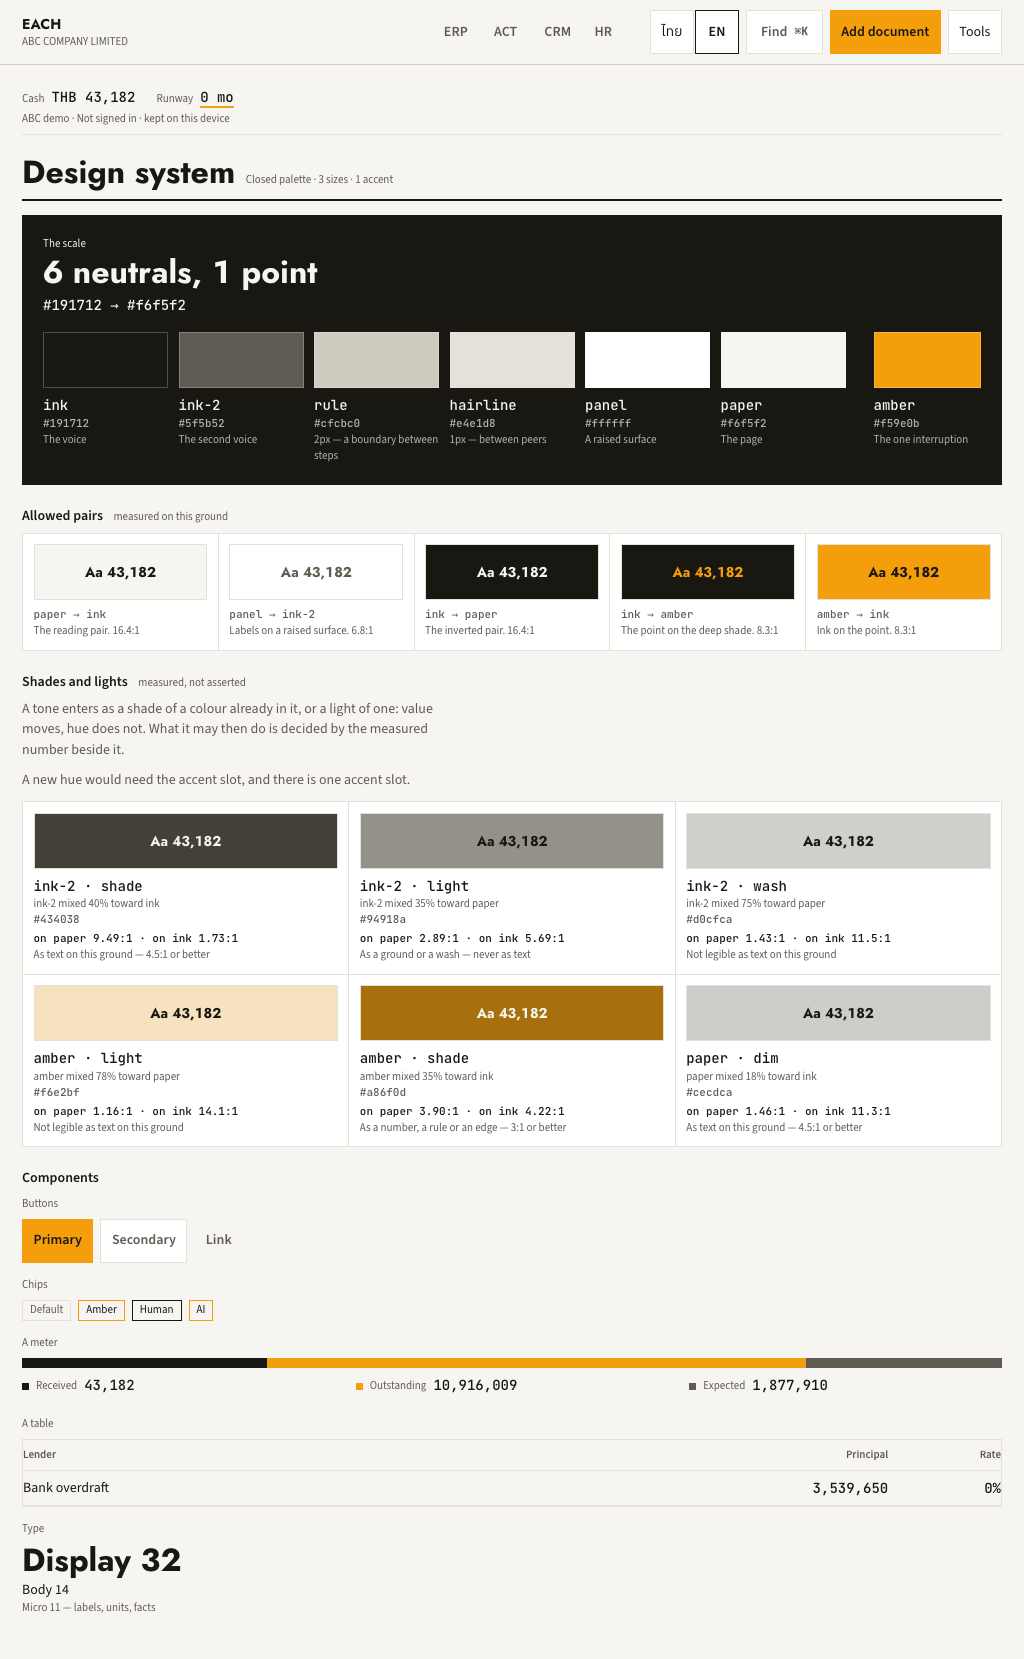 EACH
ABC COMPANY LIMITED
ERP ACT CRM HR ไทย EN Find ⌘K Add document Tools
Cash THB 43,182 Runway 0 mo
ABC demo · Not signed in · kept on this device
Design system Closed palette · 3 sizes · 1 accent
The scale
6 neutrals, 1 point
#191712 → #f6f5f2
ink ink-2 rule hairline panel paper amber
#191712 #5f5b52 #cfcbc0 #e4e1d8 #ffffff #f6f5f2 #f59e0b
The voice The second voice 2px — a boundary between steps 1px — between peers A raised surface The page The one interruption
Allowed pairs measured on this ground
Aa 43,182 Aa 43,182 Aa 43,182 Aa 43,182 Aa 43,182
paper → ink panel → ink-2 ink → paper ink → amber amber → ink
The reading pair. 16.4:1 Labels on a raised surface. 6.8:1 The inverted pair. 16.4:1 The point on the deep shade. 8.3:1 Ink on the point. 8.3:1
Shades and lights measured, not asserted
A tone enters as a shade of a colour already in it, or a light of one: value
moves, hue does not. What it may then do is decided by the measured
number beside it.
A new hue would need the accent slot, and there is one accent slot.
Aa 43,182 Aa 43,182 Aa 43,182
ink-2 · shade ink-2 · light ink-2 · wash
ink-2 mixed 40% toward ink ink-2 mixed 35% toward paper ink-2 mixed 75% toward paper
#434038 #94918a #d0cfca
on paper 9.49:1 · on ink 1.73:1 on paper 2.89:1 · on ink 5.69:1 on paper 1.43:1 · on ink 11.5:1
As text on this ground — 4.5:1 or better As a ground or a wash — never as text Not legible as text on this ground
Aa 43,182 Aa 43,182 Aa 43,182
amber · light amber · shade paper · dim
amber mixed 78% toward paper amber mixed 35% toward ink paper mixed 18% toward ink
#f6e2bf #a86f0d #cecdca
on paper 1.16:1 · on ink 14.1:1 on paper 3.90:1 · on ink 4.22:1 on paper 1.46:1 · on ink 11.3:1
Not legible as text on this ground As a number, a rule or an edge — 3:1 or better As text on this ground — 4.5:1 or better
Components
Buttons
Primary Secondary Link
Chips
Default Amber Human AI
A meter
Received 43,182 Outstanding 10,916,009 Expected 1,877,910
A table
Lender Principal Rate
Bank overdraft 3,539,650 0%
Type
Display 32
Body 14
Micro 11 — labels, units, facts